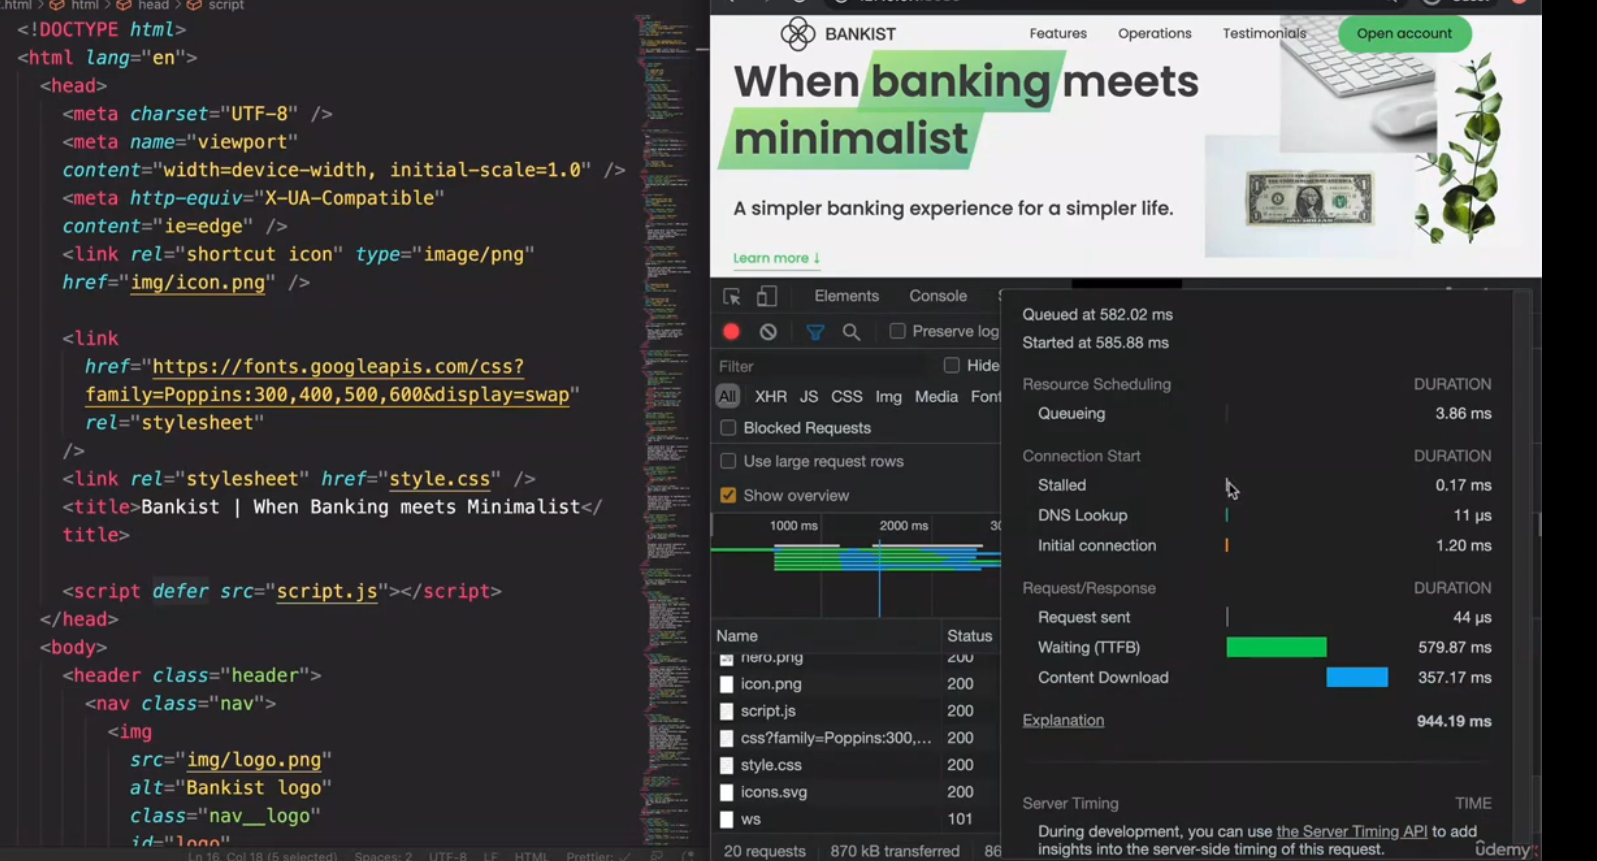 .html > html > head > script
<!DOCTYPE html>
<html lang="en">
<head>
<meta charset="UTF-8" />
<meta name="viewport"
content="width=device-width, initial-scale=1.0" />
<meta http-equiv="X-UA-Compatible"
content="ie=edge" />
<link rel="shortcut icon" type="image/png"
href="img/icon.png" />
<link
href="https://fonts.googleapis.com/css?
family=Poppins:300,400,500,600&display=swap"
rel="stylesheet"
/>
<link rel="stylesheet" href="style.css" />
<title>Bankist | When Banking meets Minimalist</
title>
<script defer src="script.js"></script>
</head>
<body>
<header class="header">
<nav class="nav">
<img
src="img/logo.png"
alt="Bankist logo"
class="nav__logo"
id="logo"
Ln 16, Col 18 (5 selected) Spaces: 2 UTF-8 LF HTML Prettier: ✓
BANKIST
Features Operations Testimonials Open account
When banking meets
minimalist
A simpler banking experience for a simpler life.
Learn more ↓
Elements Console
Preserve log
Filter Hide
All XHR JS CSS Img Media Font
Blocked Requests
Use large request rows
Show overview
1000 ms 2000 ms 30
Name Status
hero.png 200
icon.png 200
script.js 200
css?family=Poppins:300,... 200
style.css 200
icons.svg 200
ws 101
20 requests 870 kB transferred 86
Queued at 582.02 ms
Started at 585.88 ms
Resource Scheduling DURATION
Queueing 3.86 ms
Connection Start DURATION
Stalled 0.17 ms
DNS Lookup 11 µs
Initial connection 1.20 ms
Request/Response DURATION
Request sent 44 µs
Waiting (TTFB) 579.87 ms
Content Download 357.17 ms
Explanation 944.19 ms
Server Timing TIME
During development, you can use the Server Timing API to add
insights into the server-side timing of this request.
udemy